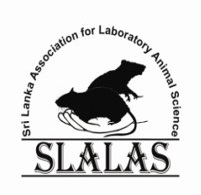 Sri Lanka Association for Laboratory Animal Science
SLALAS